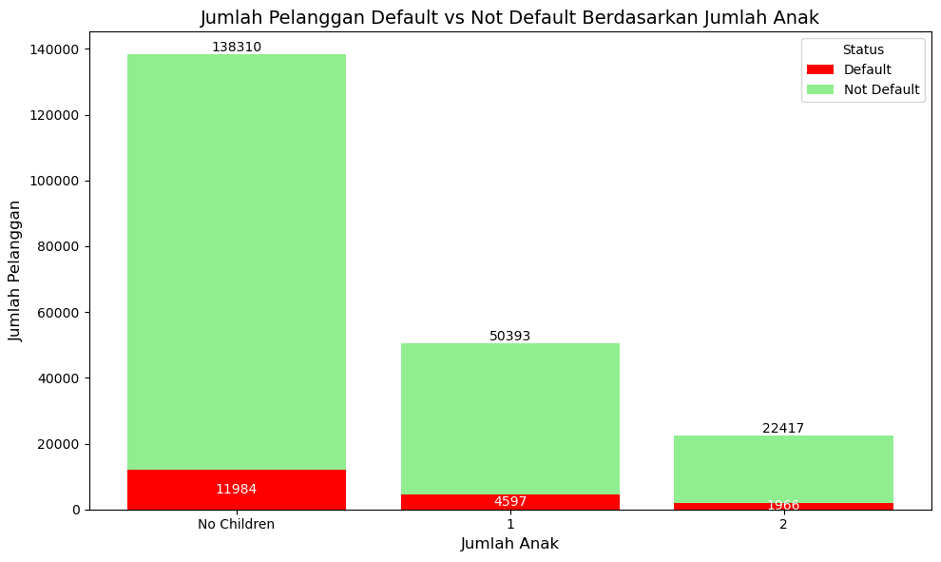 Jumlah Pelanggan Default vs Not Default Berdasarkan Jumlah Anak
Status
Default
Not Default
Jumlah Pelanggan
140000
120000
100000
80000
60000
40000
20000
0
138310
50393
22417
11984
4597
1966
No Children
1
2
Jumlah Anak